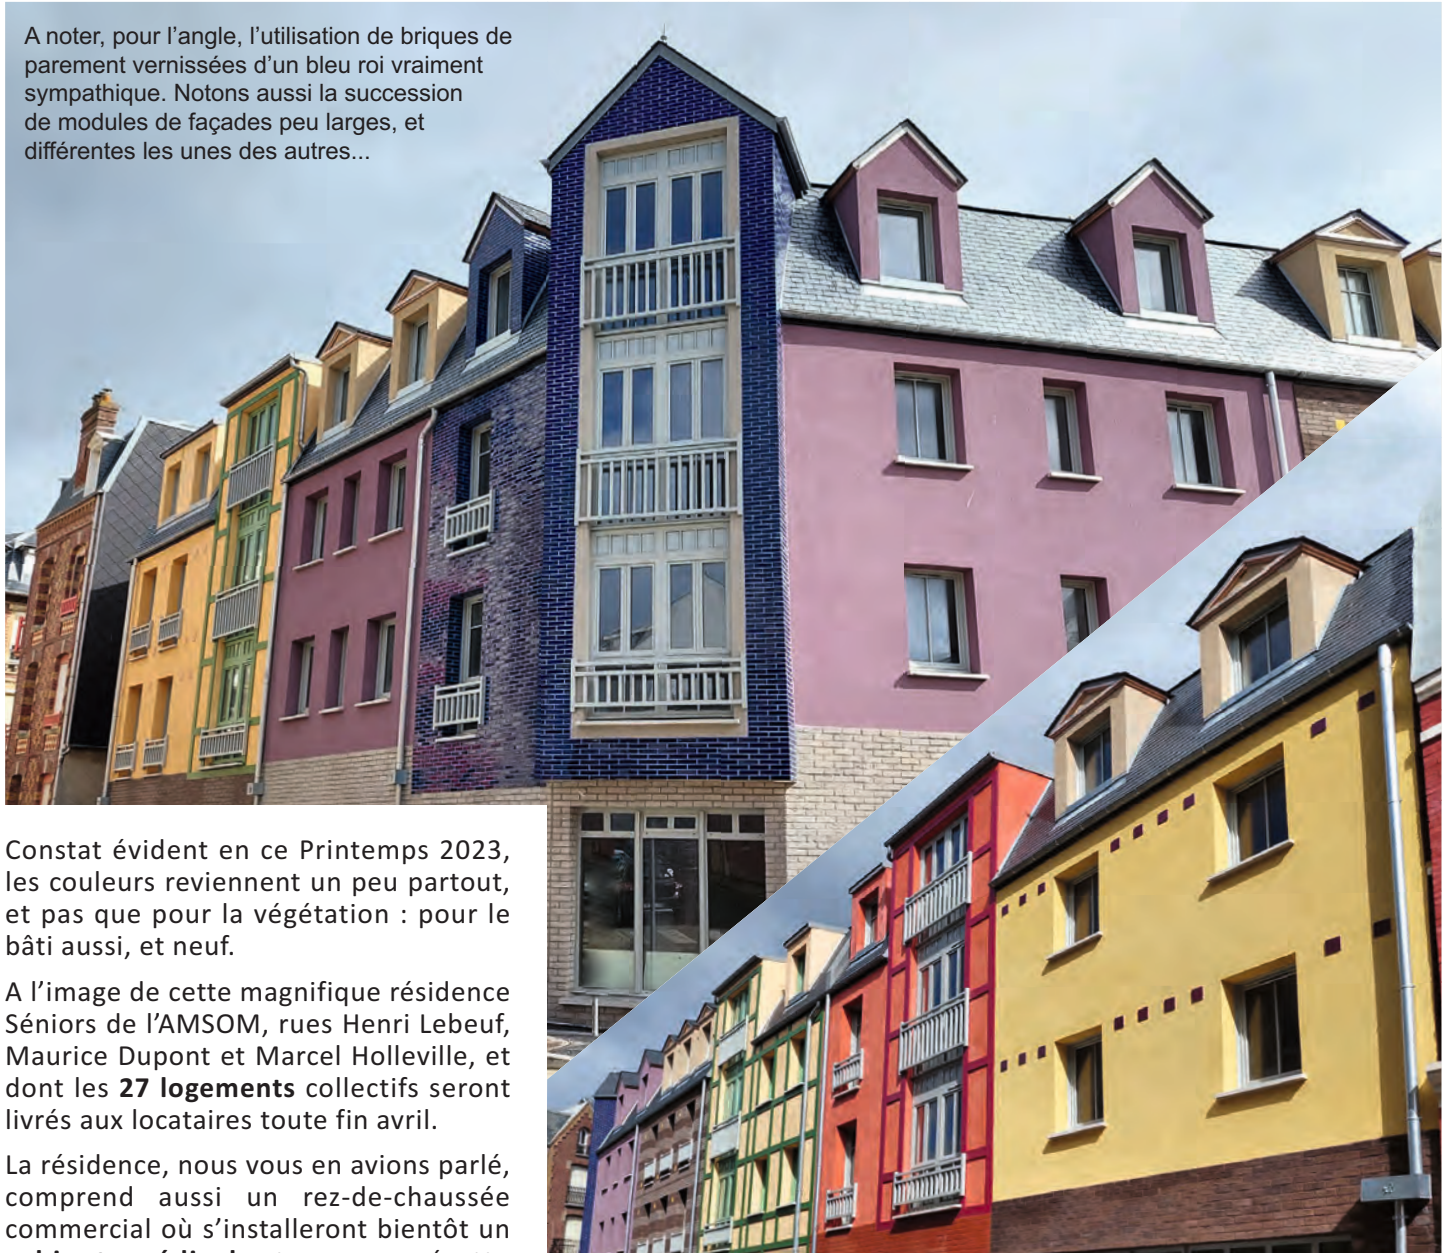 A noter, pour l’angle, l’utilisation de briques de
parement vernissées d’un bleu roi vraiment
sympathique. Notons aussi la succession
de modules de façades peu larges, et
différentes les unes des autres...
Constat évident en ce Printemps 2023,
les couleurs reviennent un peu partout,
et pas que pour la végétation : pour le
bâti aussi, et neuf.
A l’image de cette magnifique résidence
Séniors de l’AMSOM, rues Henri Lebeuf,
Maurice Dupont et Marcel Holleville, et
dont les 27 logements collectifs seront
livrés aux locataires toute fin avril.
La résidence, nous vous en avions parlé,
comprend aussi un rez-de-chaussée
commercial où s’installeront bientôt un